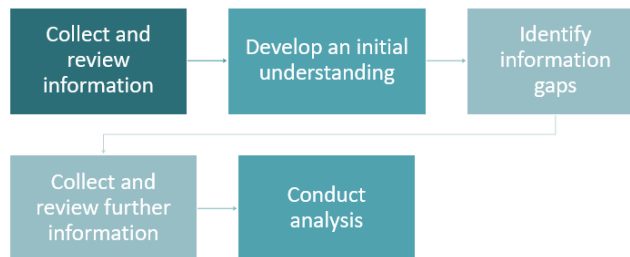 Collect and
review
information
Develop an initial
understanding
Identify
information
gaps
Collect and
review further
information
Conduct
analysis